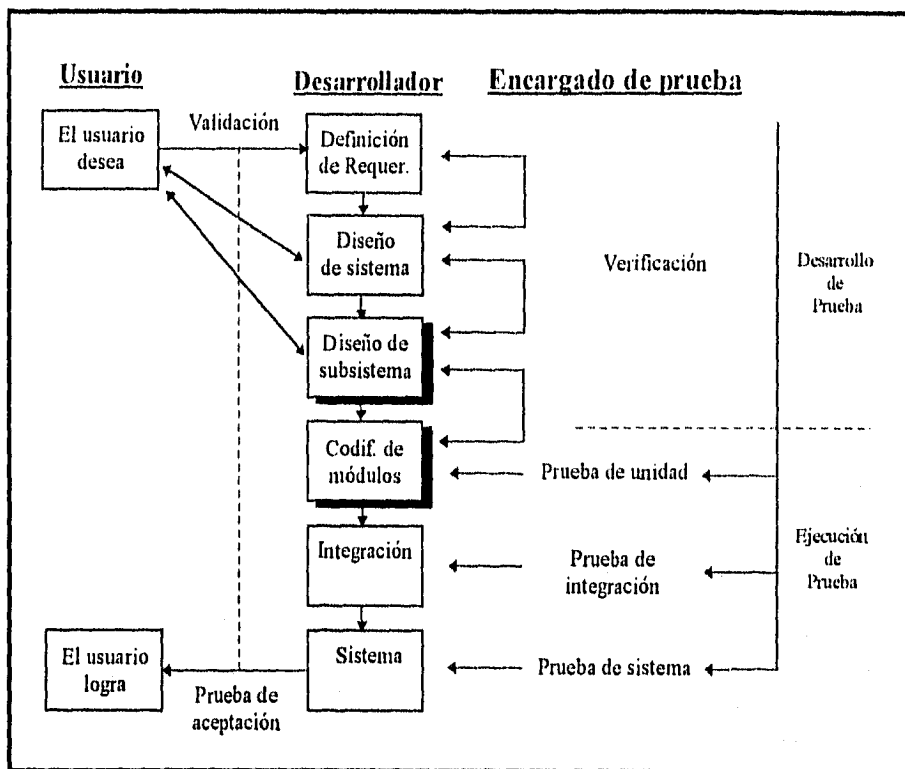 Usuario
Desarrollador
Encargado de prueba
El usuario
desea
Validación
Definición
de Requer.
Diseño
de sistema
Verificación
Desarrollo
de
Prueba
Diseño de
subsistema
Codif. de
módulos
Prueba de unidad
Integración
Prueba de
integración
Ejecución
de
Prueba
El usuario
logra
Prueba de
aceptación
Sistema
Prueba de sistema